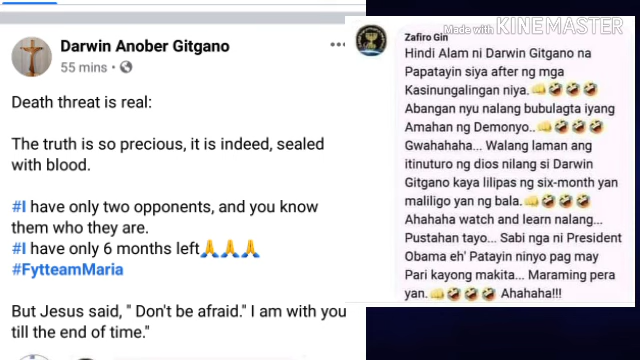 Darwin Anober Gitgano
55 mins
Death threat is real:
The truth is so precious, it is indeed, sealed
with blood.
#I have only two opponents, and you know
them who they are.
#I have only 6 months left🙏🙏🙏
#FytteamMaria
But Jesus said, " Don't be afraid." I am with you
till the end of time."
Made with KINEMASTER
Zafiro Gin
Hindi Alam ni Darwin Gitgano na
Papatayin siya after ng mga
Kasinungalingan niya.👊🤣🤣🤣
Abangan nyu nalang bubulagta iyang
Amahan ng Demonyo..👊🤣🤣🤣
Gwahahaha... Walang laman ang
itinuturo ng dios nilang si Darwin
Gitgano kaya lilipas ng six-month yan
maliligo yan ng bala.👊🤣🤣🤣
Ahahaha watch and learn nalang...
Pustahan tayo... Sabi nga ni President
Obama eh' Patayin ninyo pag may
Pari kayong makita... Maraming pera
yan.👊🤣🤣🤣 Ahahaha!!!